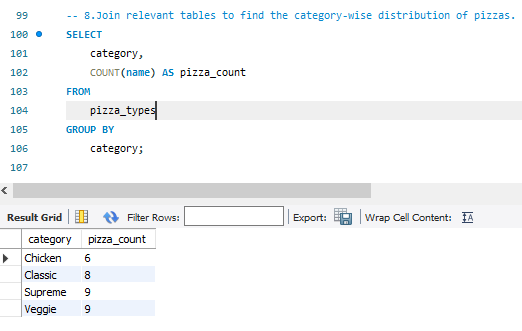 99 -- 8.Join relevant tables to find the category-wise distribution of pizzas.
100 SELECT
101 category,
102 COUNT(name) AS pizza_count
103 FROM
104 pizza_types
105 GROUP BY
106 category;
107
Result Grid Filter Rows: Export: Wrap Cell Content: IA
category pizza_count
Chicken 6
Classic 8
Supreme 9
Veggie 9